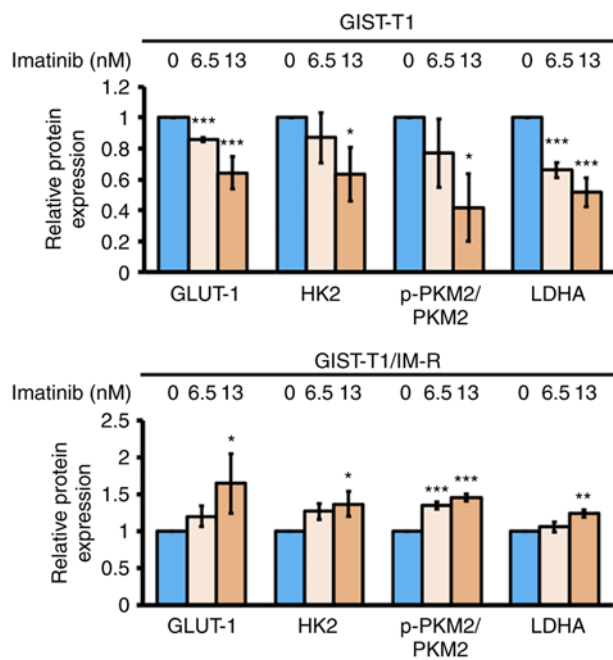 GIST-T1
Imatinib (nM) 0 6.5 13 0 6.5 13 0 6.5 13 0 6.5 13
Relative protein
expression
1.2
1
0.8
0.6
0.4
0.2
0
*** *** * * *** ***
GLUT-1 HK2 p-PKM2/ LDHA
PKM2
GIST-T1/IM-R
Imatinib (nM) 0 6.5 13 0 6.5 13 0 6.5 13 0 6.5 13
Relative protein
expression
2.5
2
1.5
1
0.5
0
* * *** *** **
GLUT-1 HK2 p-PKM2/ LDHA
PKM2